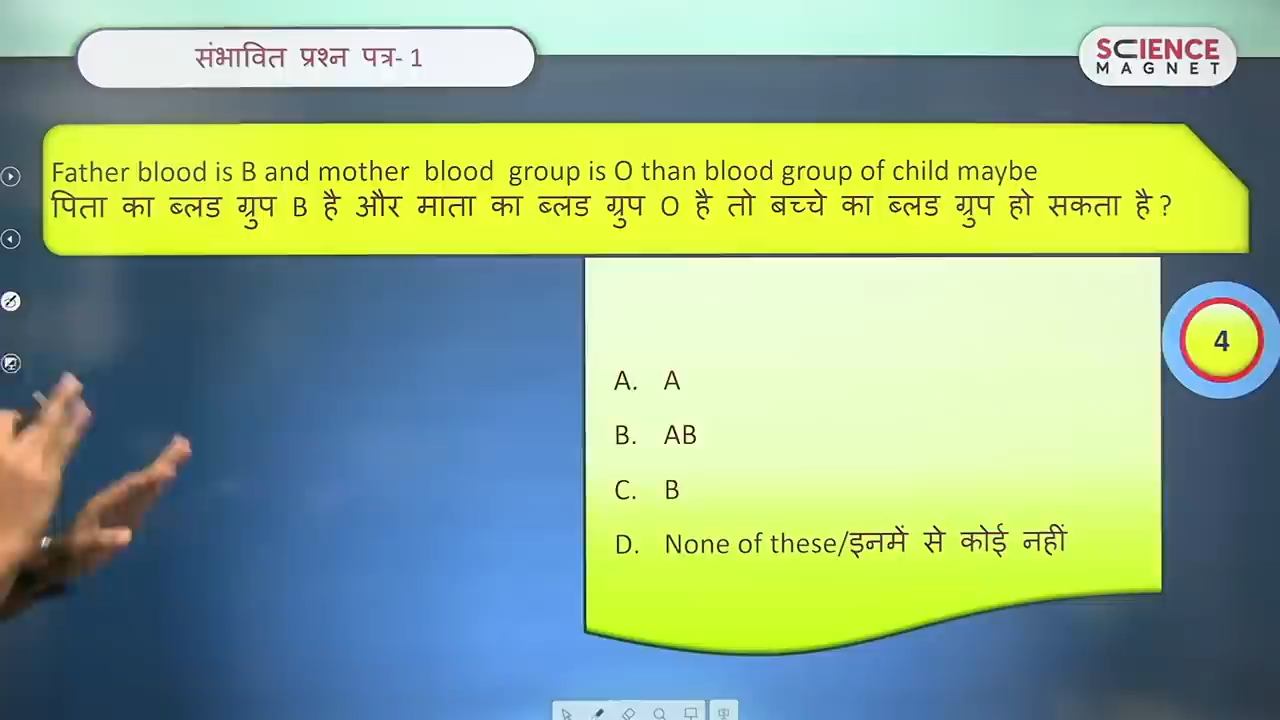 संभावित प्रश्न पत्र- 1
SCIENCE
MAGNET
Father blood is B and mother blood group is O than blood group of child maybe
पिता का ब्लड ग्रुप B है और माता का ब्लड ग्रुप O है तो बच्चे का ब्लड ग्रुप हो सकता है ?
4
A. A
B. AB
C. B
D. None of these/इनमें से कोई नहीं